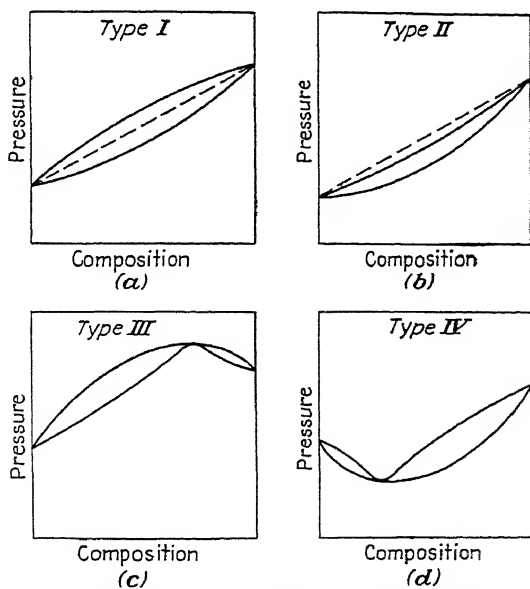 Type I
Pressure
Composition
(a)
Type II
Pressure
Composition
(b)
Type III
Pressure
Composition
(c)
Type IV
Pressure
Composition
(d)